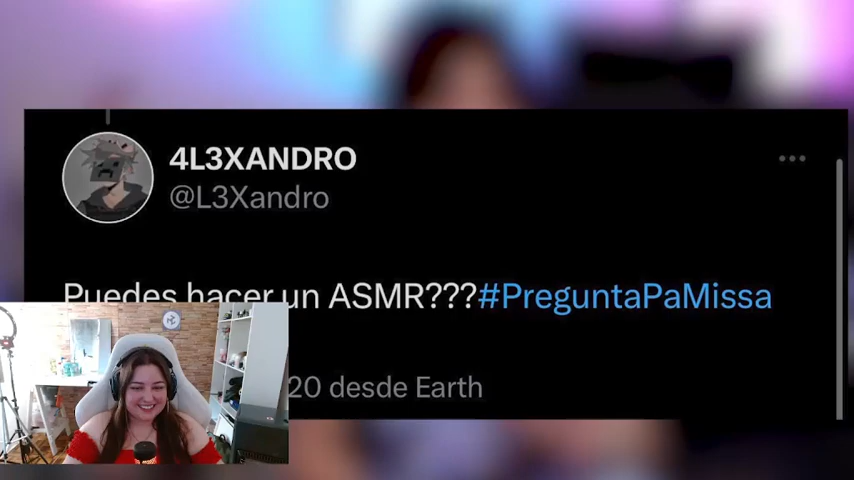 4L3XANDRO
@L3Xandro
Puedes hacer un ASMR???#PreguntaPaMissa
20 desde Earth